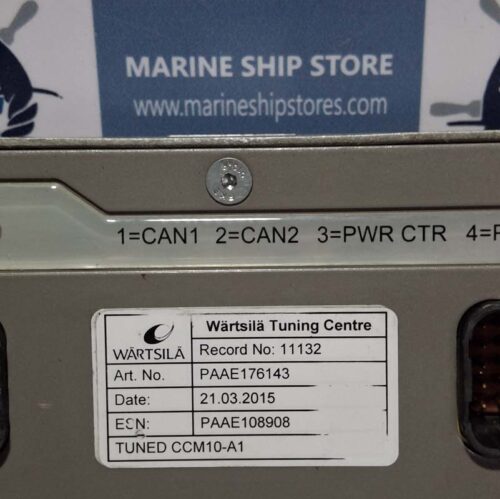 MARINE SHIP STORE
www.marineshipstores.com
1=CAN1 2=CAN2 3=PWR CTR 4=
WÄRTSILÄ
Wärtsilä Tuning Centre
Record No: 11132
Art. No. PAAE176143
Date: 21.03.2015
ESN: PAAE108908
TUNED CCM10-A1